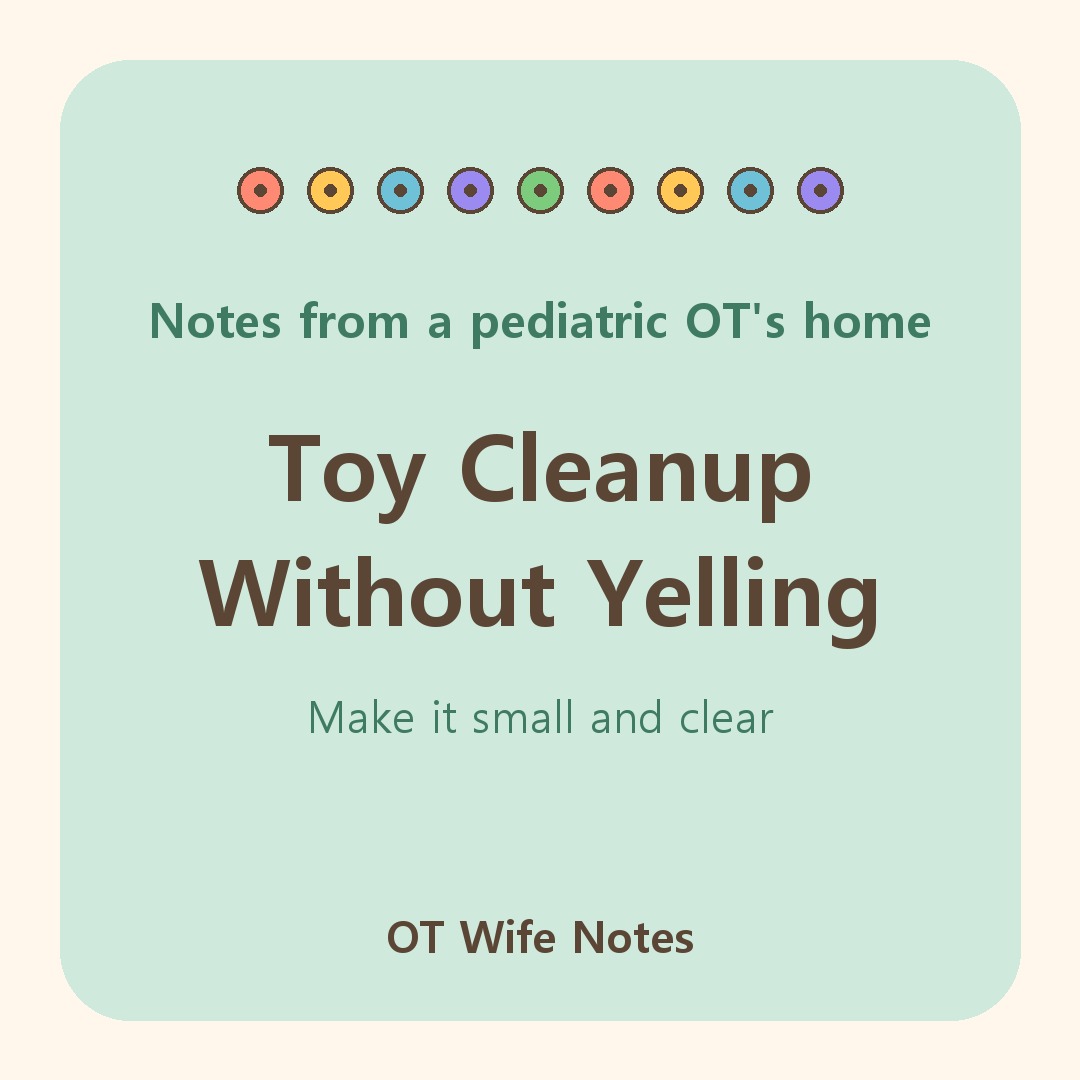 Notes from a pediatric OT's home
Toy Cleanup
Without Yelling
Make it small and clear
OT Wife Notes